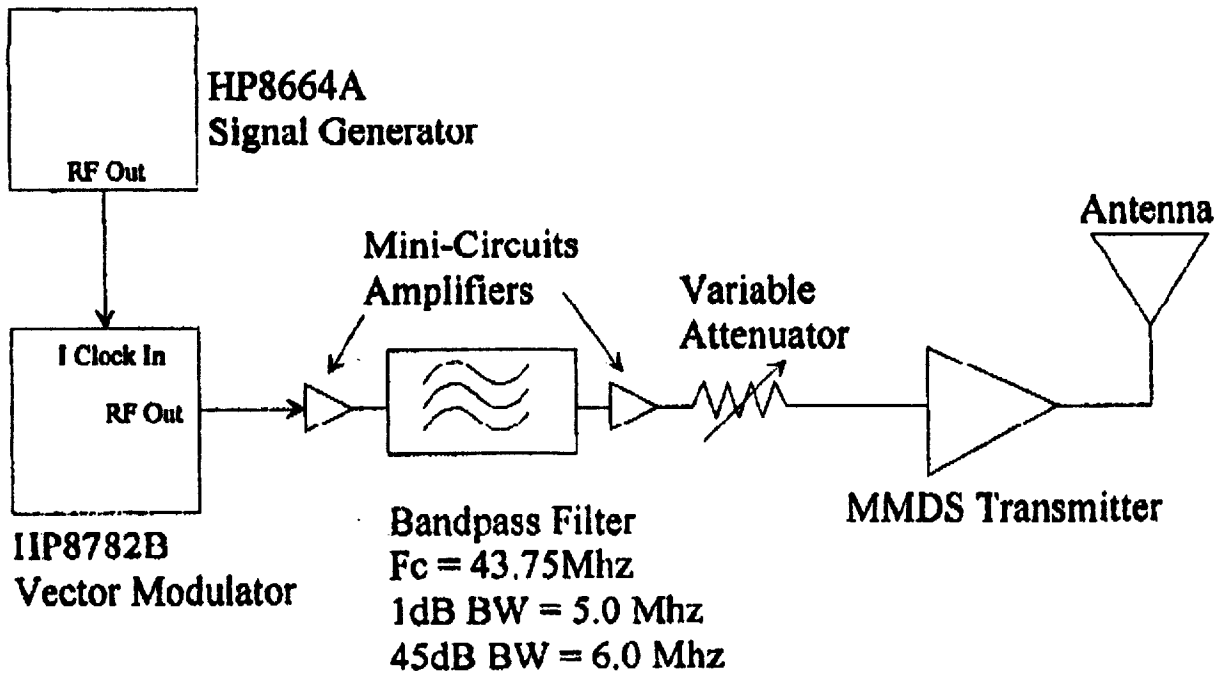 HP8664A
Signal Generator
RF Out
Antenna
Mini-Circuits
Amplifiers
Variable
Attenuator
I Clock In
RF Out
MMDS Transmitter
HP8782B
Vector Modulator
Bandpass Filter
Fc = 43.75Mhz
1dB BW = 5.0 Mhz
45dB BW = 6.0 Mhz